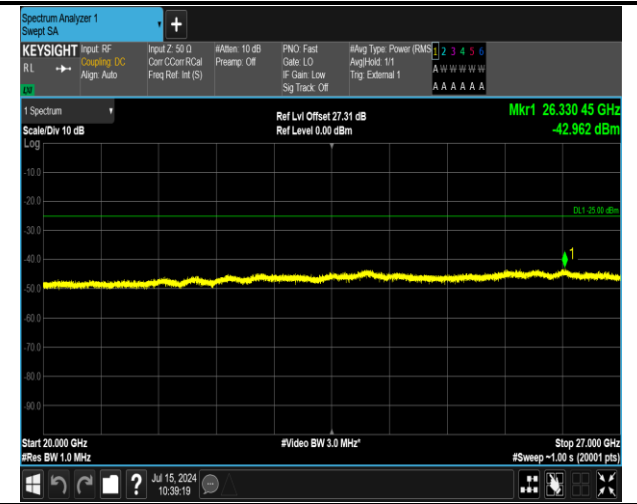 Spectrum Analyzer 1
Swept SA
+
KEYSIGHT Input: RF Input Z: 50 Ω #Atten: 10 dB PNO: Fast #Avg Type: Power (RMS 1 2 3 4 5 6
RL Coupling: DC Corr CCorr RCal Preamp: Off Gate: LO Avg|Hold: 1/1 A W W W W W
Align: Auto Freq Ref: Int (S) IF Gain: Low Trig: External 1
LXI Sig Track: Off A A A A A A
1 Spectrum Ref Lvl Offset 27.31 dB Mkr1 26.330 45 GHz
Scale/Div 10 dB Ref Level 0.00 dBm -42.962 dBm
Log
-10.0
DL1 -25.00 dBm
-20.0
-30.0
1
-40.0
-50.0
-60.0
-70.0
-80.0
-90.0
Start 20.000 GHz #Video BW 3.0 MHz* Stop 27.000 GHz
#Res BW 1.0 MHz #Sweep ~1.00 s (20001 pts)
? Jul 15, 2024
10:39:19